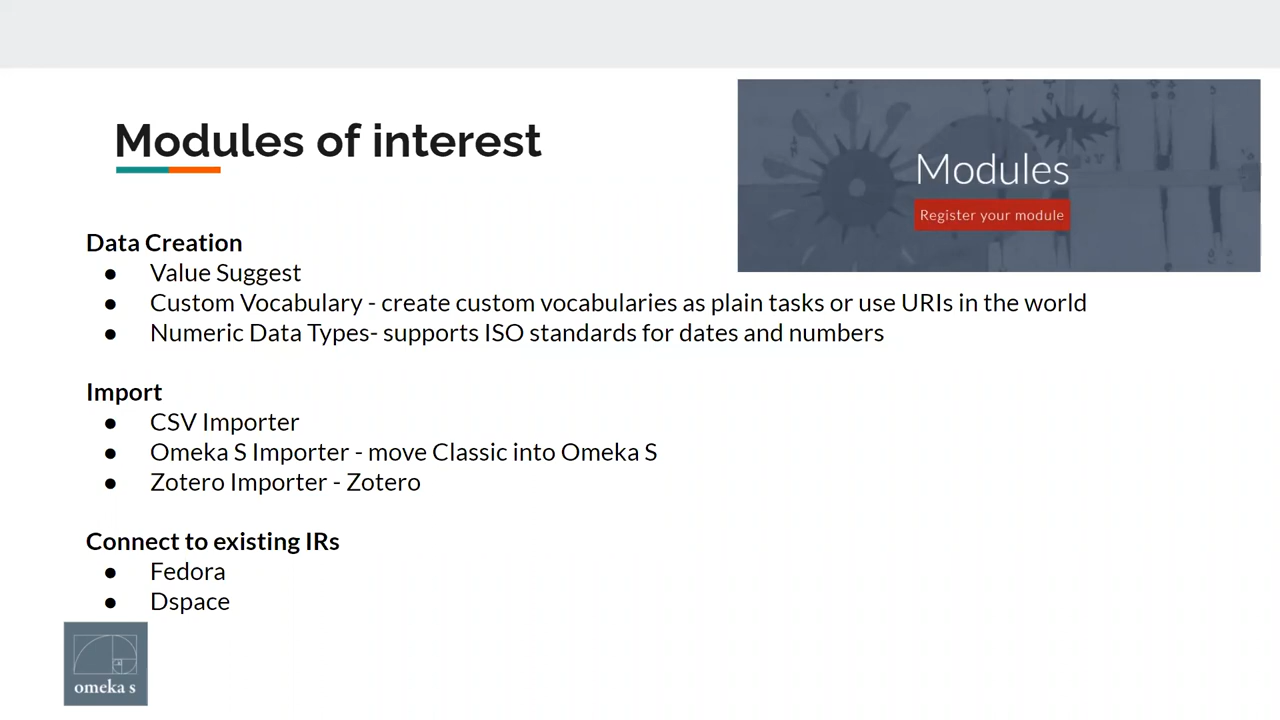 Modules of interest
Modules
Register your module
Data Creation
● Value Suggest
● Custom Vocabulary - create custom vocabularies as plain tasks or use URIs in the world
● Numeric Data Types- supports ISO standards for dates and numbers
Import
● CSV Importer
● Omeka S Importer - move Classic into Omeka S
● Zotero Importer - Zotero
Connect to existing IRs
● Fedora
● Dspace
omeka s